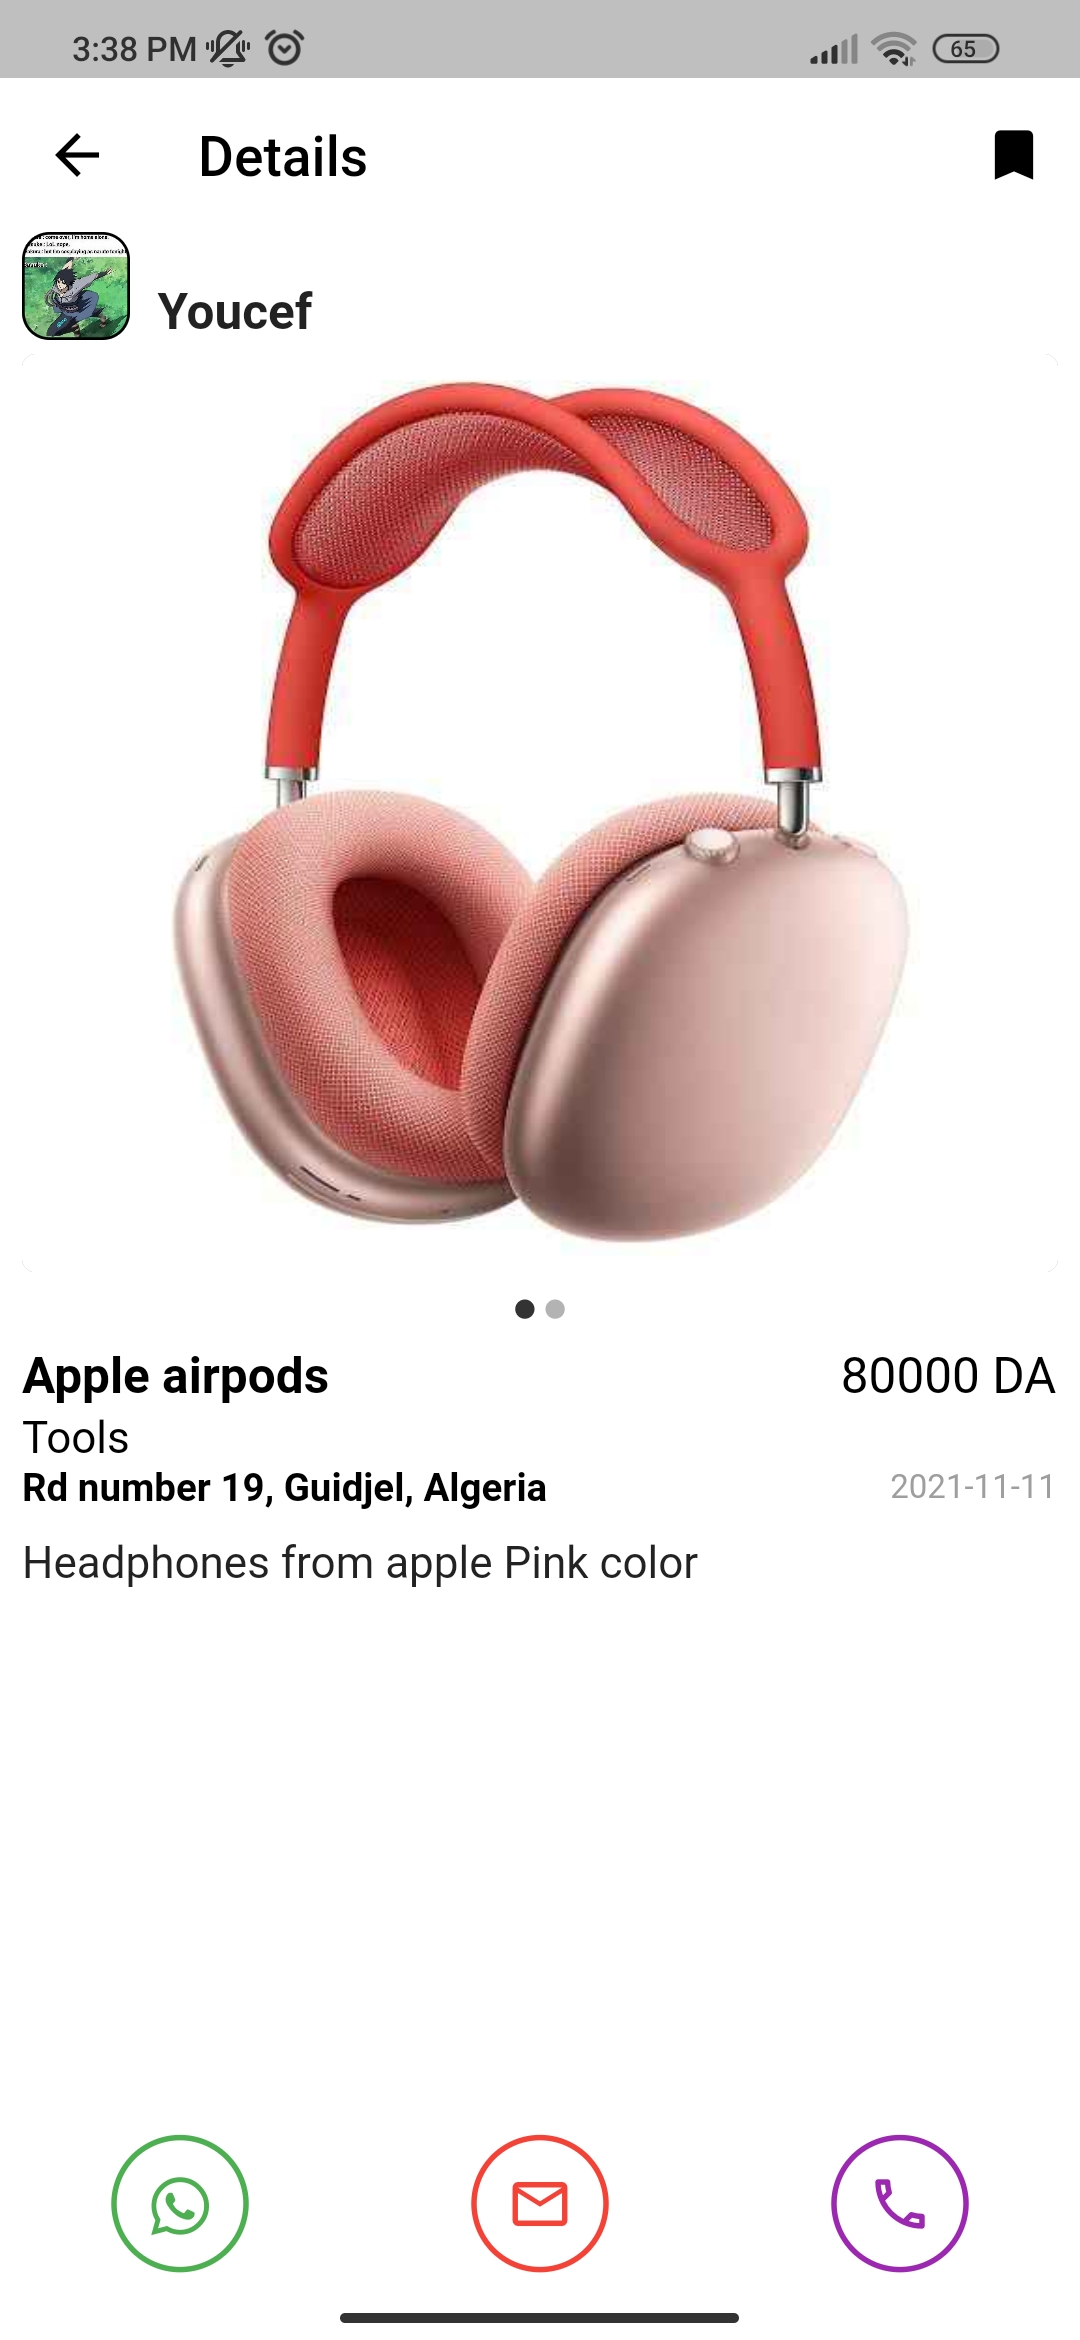 3:38 PM
65
Details
Youcef
Apple airpods
80000 DA
Tools
Rd number 19, Guidjel, Algeria
2021-11-11
Headphones from apple Pink color